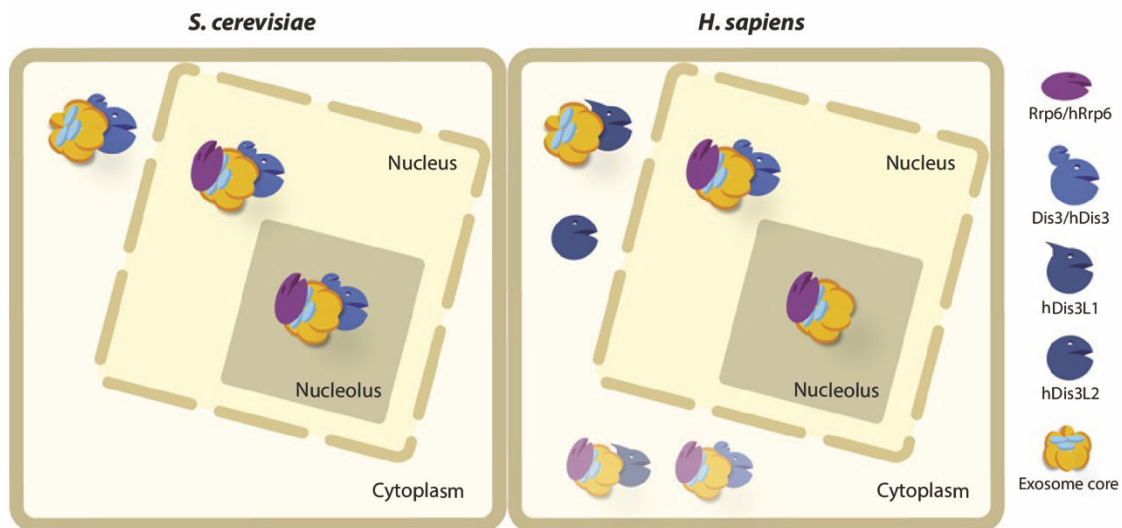 S. cerevisiae
H. sapiens
Nucleus
Nucleolus
Cytoplasm
Nucleus
Nucleolus
Cytoplasm
Rrp6/hRrp6
Dis3/hDis3
hDis3L1
hDis3L2
Exosome core